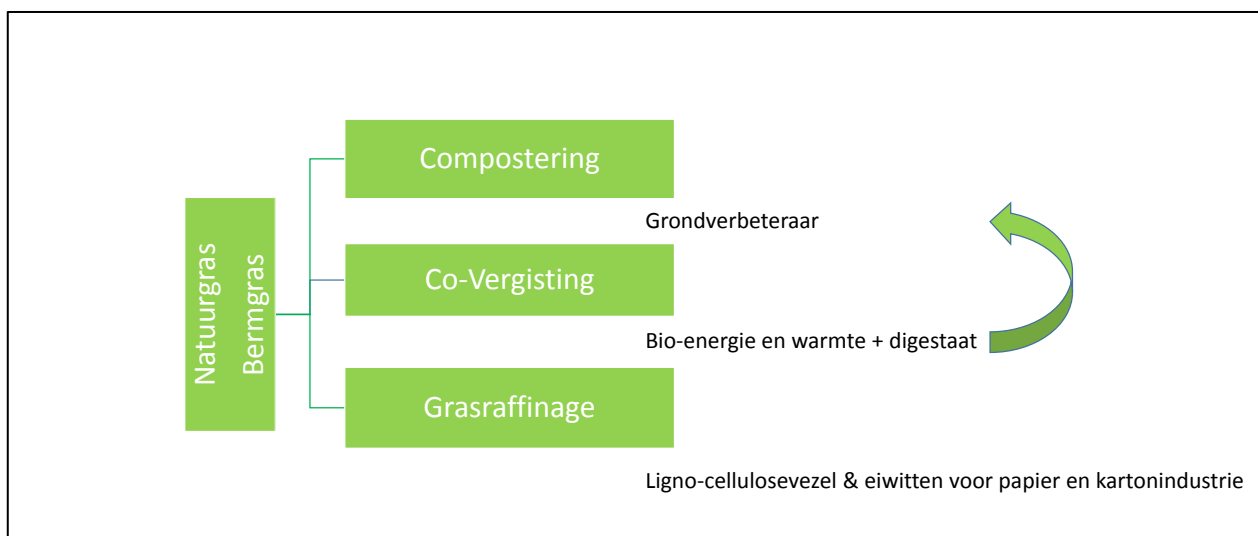 Natuurgras
Bermgras
Compostering
Grondverbeteraar
Co-Vergisting
Bio-energie en warmte + digestaat
Grasraffinage
Ligno-cellulosevezel & eiwitten voor papier en kartonindustrie